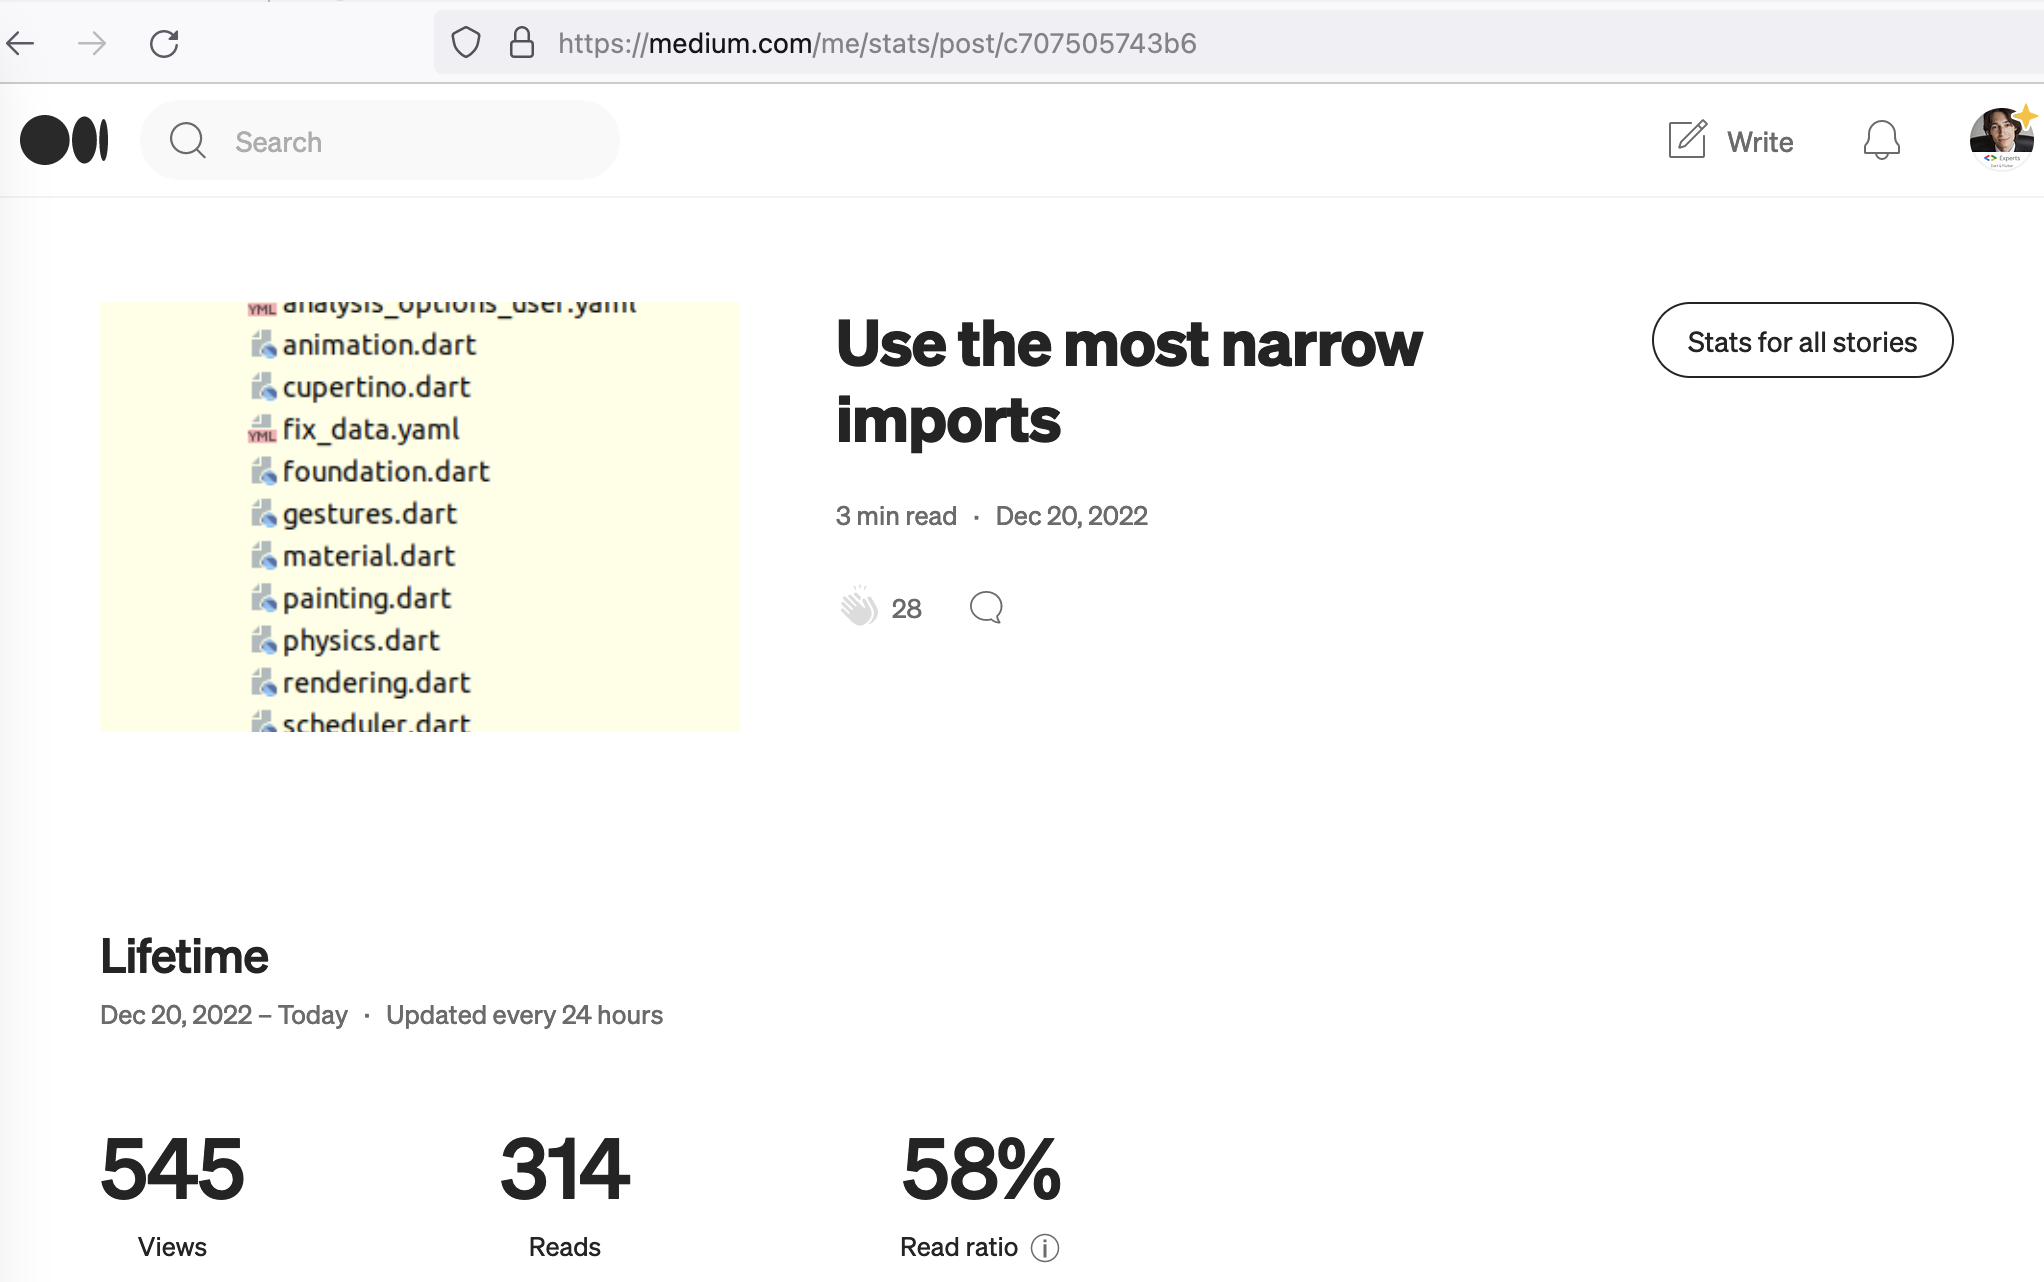 https://medium.com/me/stats/post/c707505743b6
Search
Write
Experts
YML analysis_options_user.yaml
animation.dart
cupertino.dart
YML fix_data.yaml
foundation.dart
gestures.dart
material.dart
painting.dart
physics.dart
rendering.dart
scheduler.dart
Use the most narrow
imports
3 min read · Dec 20, 2022
28
Stats for all stories
Lifetime
Dec 20, 2022 – Today · Updated every 24 hours
545
Views
314
Reads
58%
Read ratio